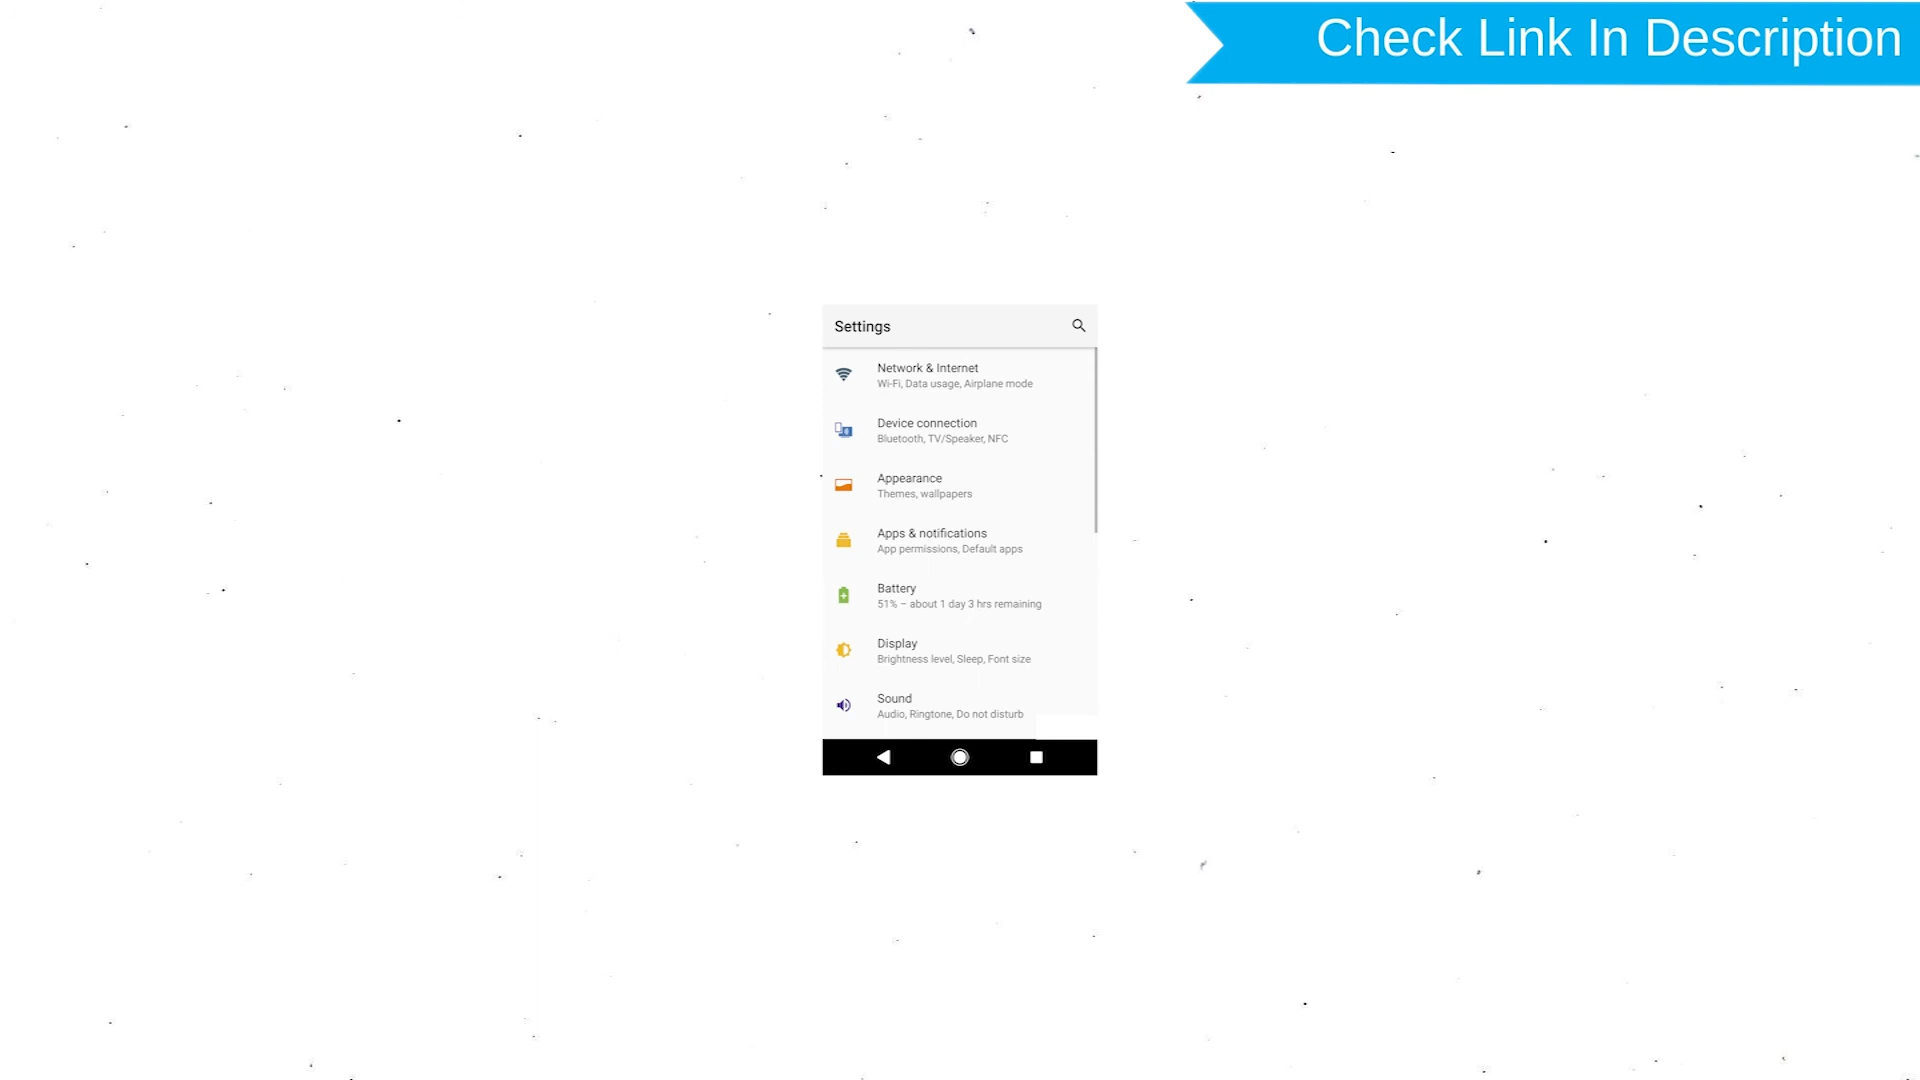 Check Link In Description
Settings
Network & Internet
Wi-Fi, Data usage, Airplane mode
Device connection
Bluetooth, TV/Speaker, NFC
Appearance
Themes, wallpapers
Apps & notifications
App permissions, Default apps
Battery
51% – about 1 day 3 hrs remaining
Display
Brightness level, Sleep, Font size
Sound
Audio, Ringtone, Do not disturb